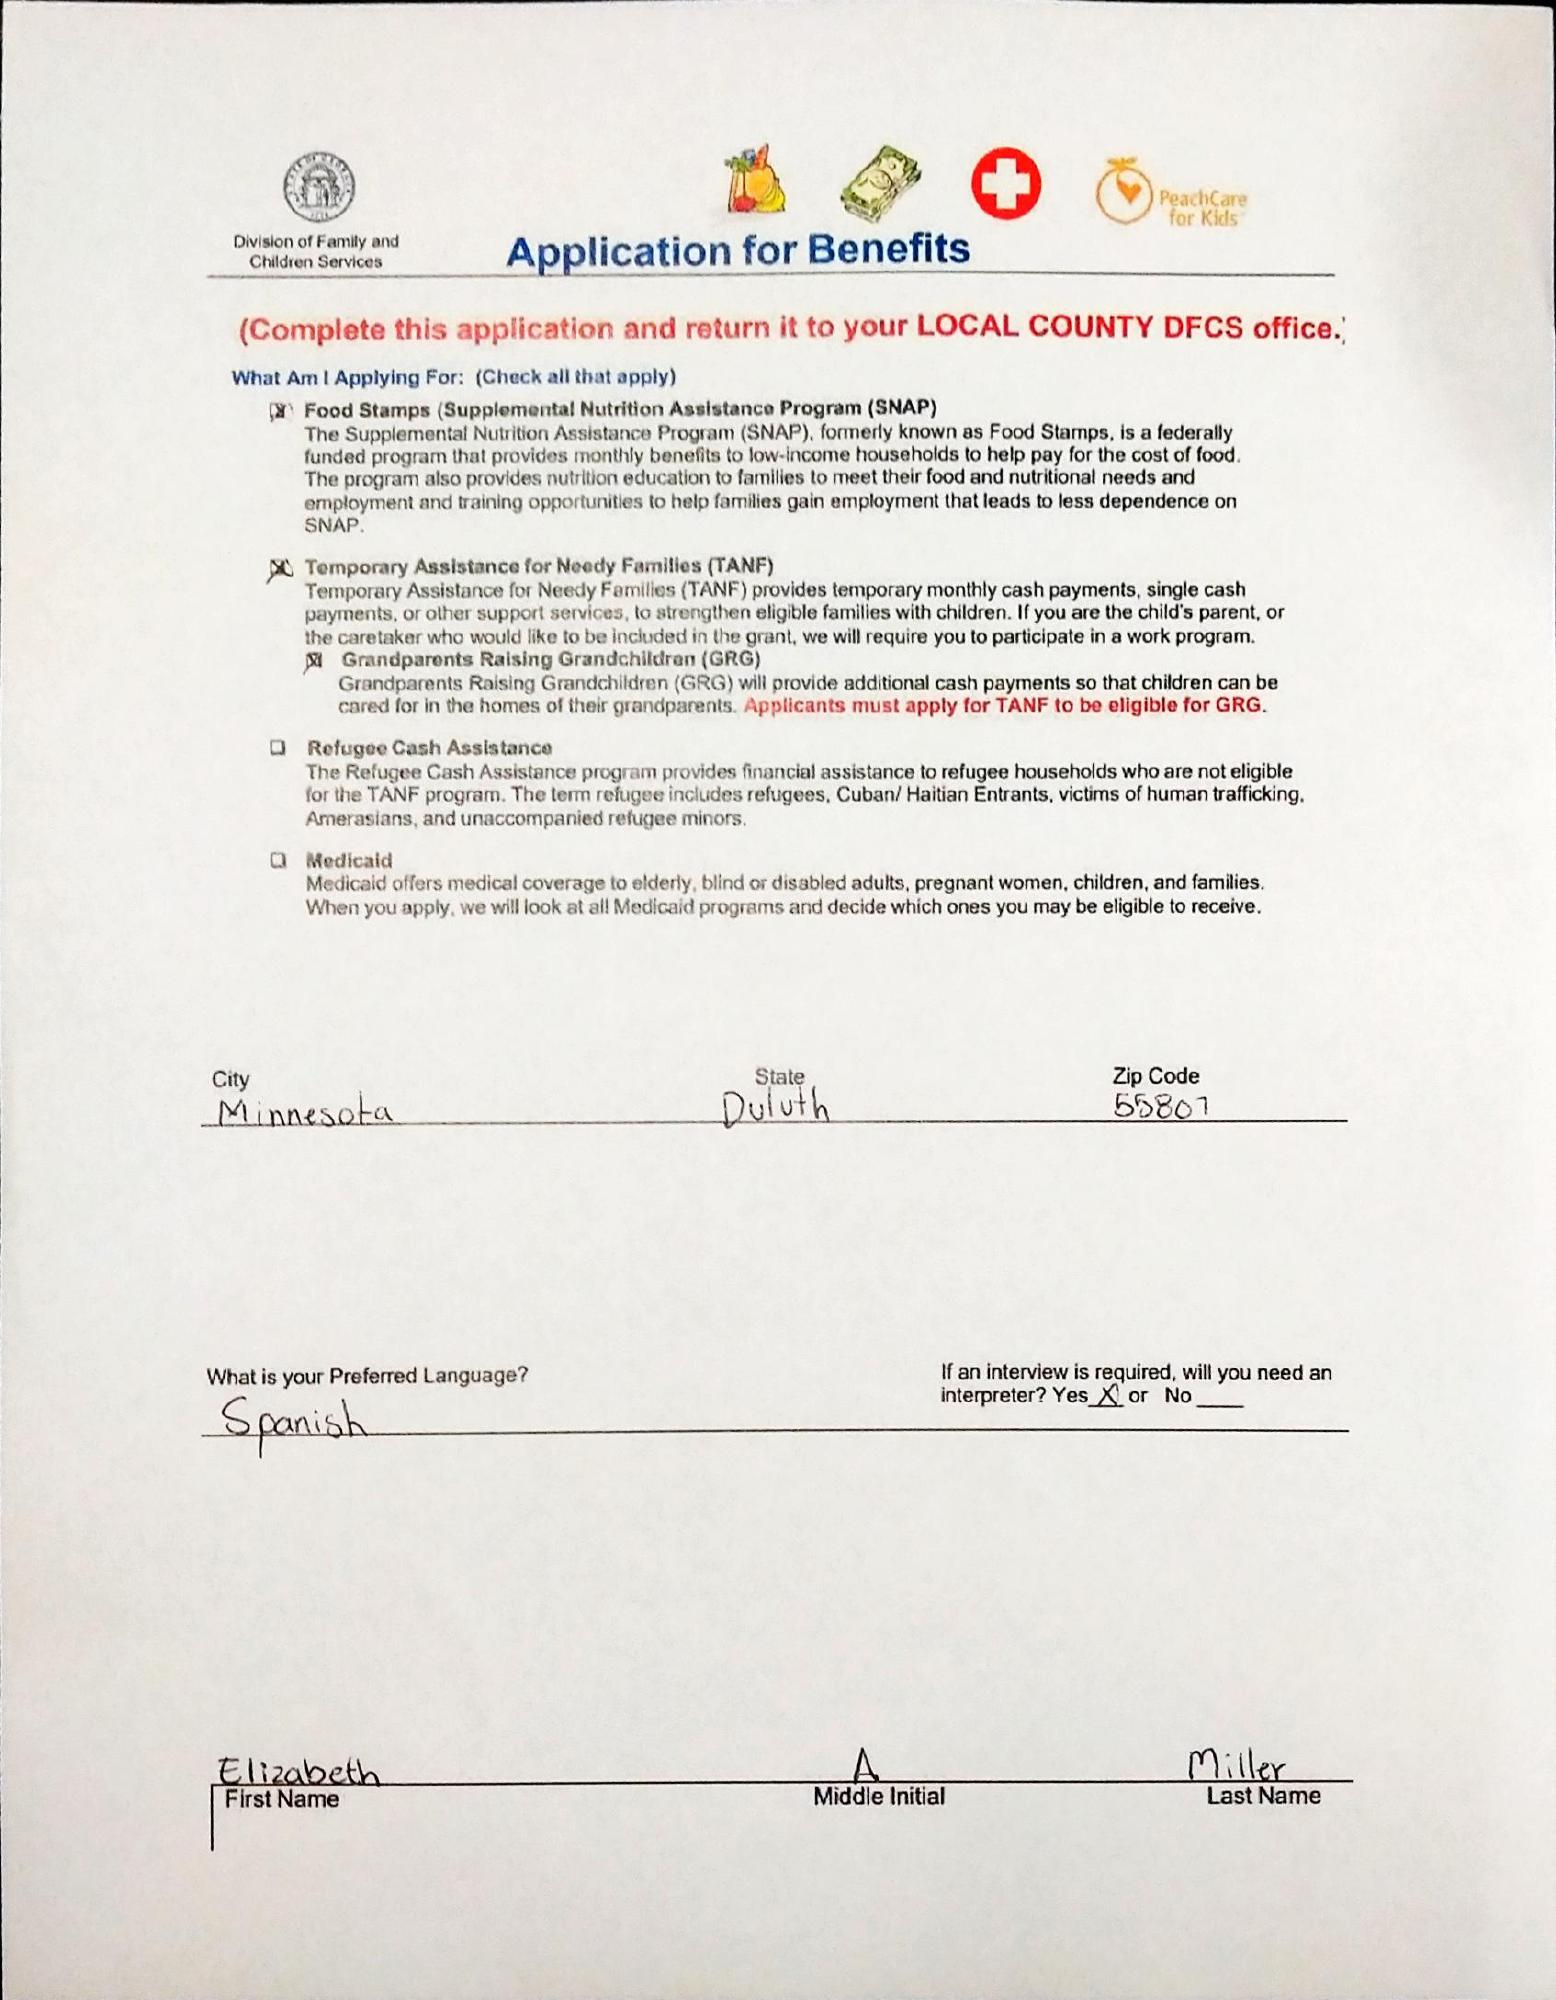 PeachCare
for Kids
Division of Family and
Children Services
Application for Benefits
(Complete this application and return it to your LOCAL COUNTY DFCS office.)
What Am I Applying For: (Check all that apply)
Food Stamps (Supplemental Nutrition Assistance Program (SNAP)
The Supplemental Nutrition Assistance Program (SNAP), formerly known as Food Stamps, is a federally
funded program that provides monthly benefits to low-income households to help pay for the cost of food.
The program also provides nutrition education to families to meet their food and nutritional needs and
employment and training opportunities to help families gain employment that leads to less dependence on
SNAP.
Temporary Assistance for Needy Families (TANF)
Temporary Assistance for Needy Families (TANF) provides temporary monthly cash payments, single cash
payments, or other support services, to strengthen eligible families with children. If you are the child's parent, or
the caretaker who would like to be included in the grant, we will require you to participate in a work program.
Grandparents Raising Grandchildren (GRG)
Grandparents Raising Grandchildren (GRG) will provide additional cash payments so that children can be
cared for in the homes of their grandparents. Applicants must apply for TANF to be eligible for GRG.
Refugee Cash Assistance
The Refugee Cash Assistance program provides financial assistance to refugee households who are not eligible
for the TANF program. The term refugee includes refugees, Cuban/ Haitian Entrants, victims of human trafficking,
Amerasians, and unaccompanied refugee minors.
Medicaid
Medicaid offers medical coverage to elderly, blind or disabled adults, pregnant women, children, and families.
When you apply, we will look at all Medicaid programs and decide which ones you may be eligible to receive.
City State Zip Code
Minnesota Duluth 55807
What is your Preferred Language?
Spanish
If an interview is required, will you need an
interpreter? Yes X or No ___
Elizabeth A Miller
First Name Middle Initial Last Name